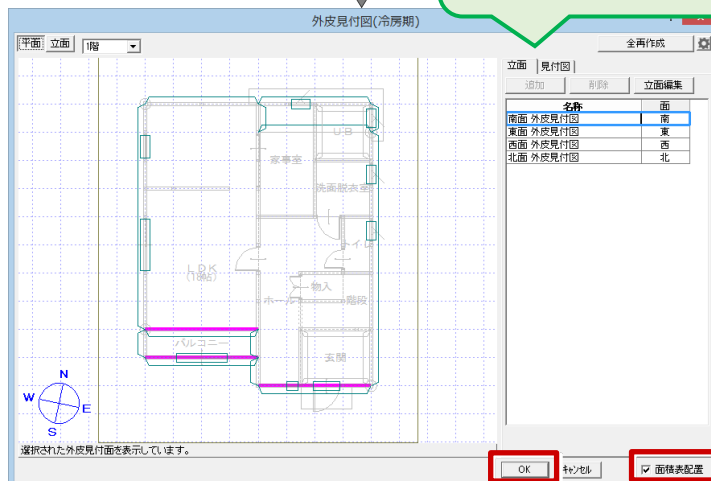 外皮見付図(冷房期)
平面 立面 1階 全再作成
立面 見付図
追加 削除 立面編集
名称 面
南面 外皮見付図 南
東面 外皮見付図 東
西面 外皮見付図 西
北面 外皮見付図 北
UB
家事室
洗面脱衣室
トイレ
LDK
(18帖)
物入
ホール 階段
バルコニー
玄関
N
W
E
S
選択された外皮見付面を表示しています。
OK キャンセル 面積表配置